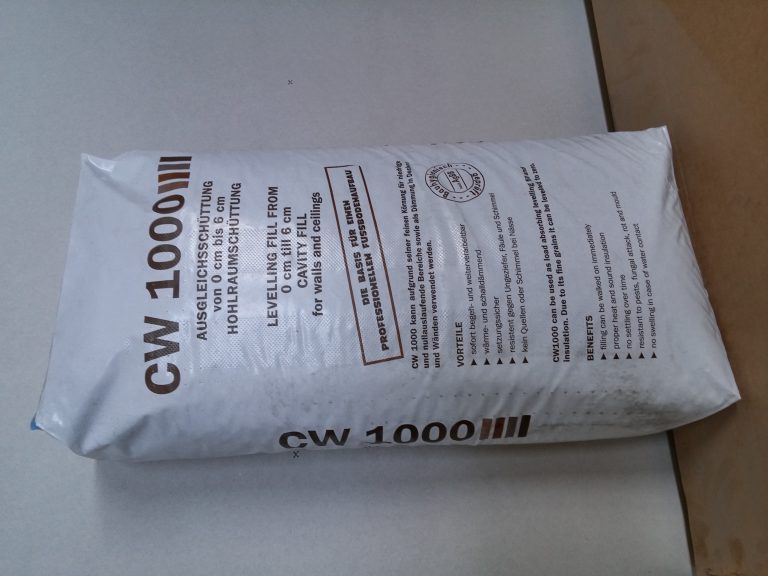 CW 1000
AUSGLEICHSSCHÜTTUNG
von 0 cm bis 6 cm
HOHLRAUMSCHÜTTUNG
LEVELLING FILL FROM
0 cm till 6 cm
CAVITY FILL
for walls and ceilings
DIE BASIS FÜR EINEN
PROFESSIONELLEN FUSSBODENAUFBAU
CW 1000 kann aufgrund seiner feinen Körnung für niedrige
und nullauslaufende Bereiche sowie als Dämmung in Decken
und Wänden verwendet werden.
Baubiologisch
geprüft
VORTEILE
▶ sofort begeh- und weiterverarbeitbar
▶ wärme- und schalldämmend
▶ setzungssicher
▶ resistent gegen Ungeziefer, Fäule und Schimmel
▶ kein Quellen oder Schimmel bei Nässe
CW1000 can be used as load absorbing levelling and
insulation. Due to its fine grains it can be leveled to zero.
BENEFITS
▶ filling can be walked on immediately
▶ proper heat and sound insulation
▶ no settling over time
▶ resistant to pests, fungal attack, rot and mould
▶ no swelling in case of water contact
CW 1000